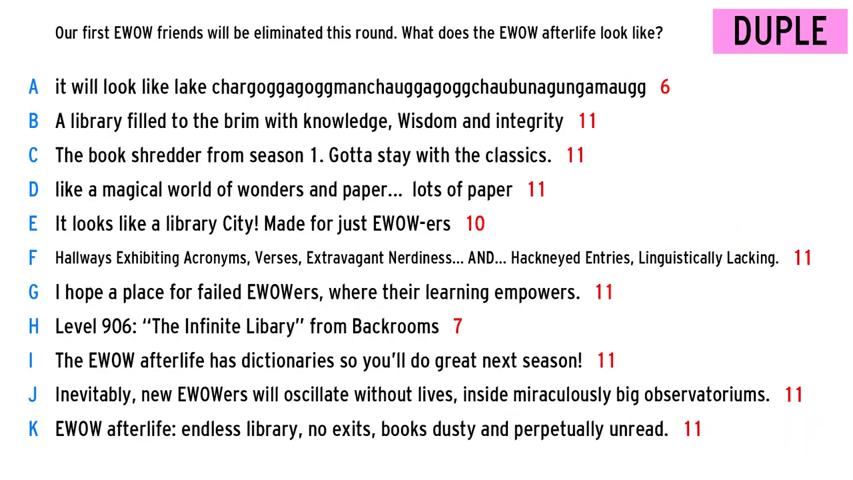 Our first EWOW friends will be eliminated this round. What does the EWOW afterlife look like?
DUPLE
A it will look like lake chargoggagoggmanchauggagoggchaubunagungamaugg 6
B A library filled to the brim with knowledge, Wisdom and integrity 11
C The book shredder from season 1. Gotta stay with the classics. 11
D like a magical world of wonders and paper... lots of paper 11
E It looks like a library City! Made for just EWOW-ers 10
F Hallways Exhibiting Acronyms, Verses, Extravagant Nerdiness... AND... Hackneyed Entries, Linguistically Lacking. 11
G I hope a place for failed EWOWers, where their learning empowers. 11
H Level 906: “The Infinite Libary” from Backrooms 7
I The EWOW afterlife has dictionaries so you’ll do great next season! 11
J Inevitably, new EWOWers will oscillate without lives, inside miraculously big observatoriums. 11
K EWOW afterlife: endless library, no exits, books dusty and perpetually unread. 11